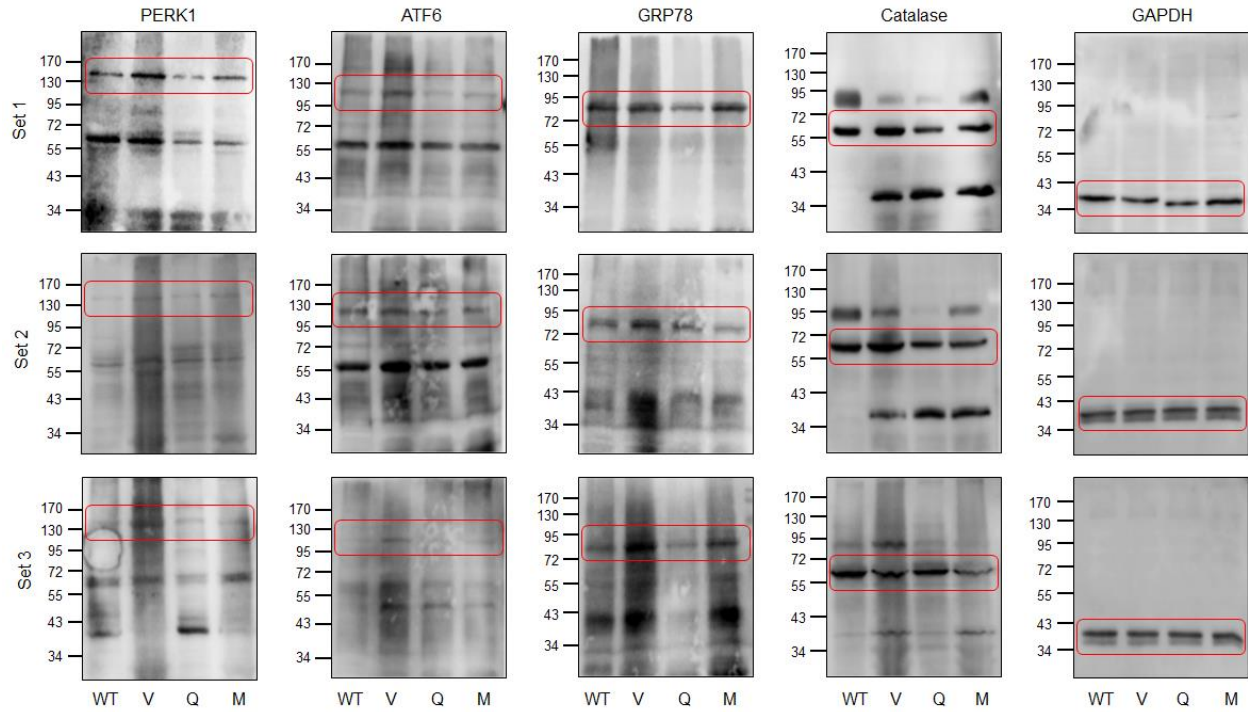 PERK1 ATF6 GRP78 Catalase GAPDH
Set 1
170 170 170 170 170
130 130 130 130 130
95 95 95 95 95
72 72 72 72 72
55 55 55 55 55
43 43 43 43 43
34 34 34 34 34
Set 2
170 170 170 170 170
130 130 130 130 130
95 95 95 95 95
72 72 72 72 72
55 55 55 55 55
43 43 43 43 43
34 34 34 34 34
Set 3
170 170 170 170 170
130 130 130 130 130
95 95 95 95 95
72 72 72 72 72
55 55 55 55 55
43 43 43 43 43
34 34 34 34 34
WT V Q M WT V Q M WT V Q M WT V Q M WT V Q M